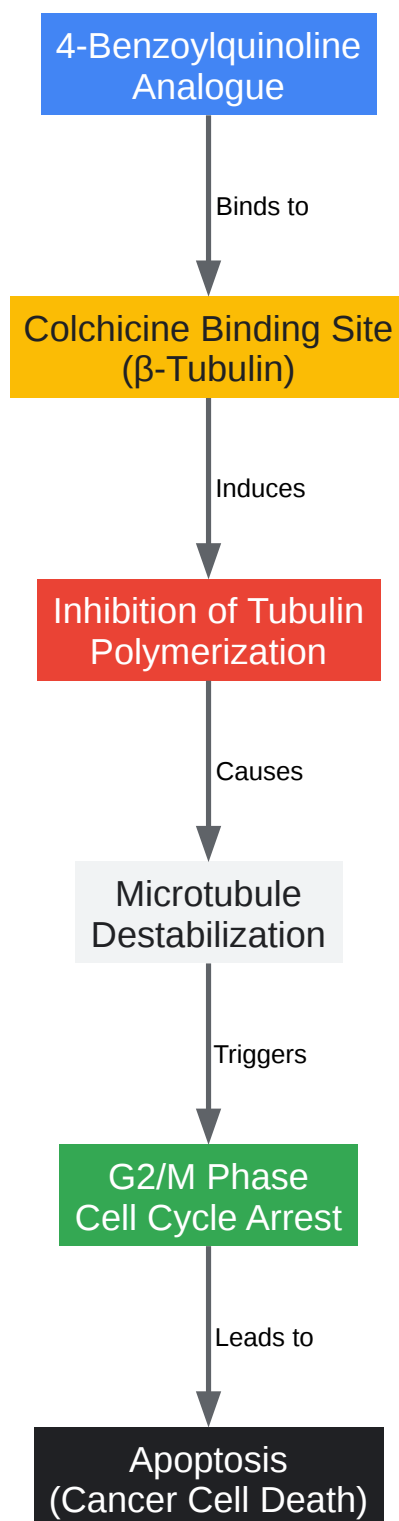 4-Benzoylquinoline
Analogue
Binds to
Colchicine Binding Site
(β-Tubulin)
Induces
Inhibition of Tubulin
Polymerization
Causes
Microtubule
Destabilization
Triggers
G2/M Phase
Cell Cycle Arrest
Leads to
Apoptosis
(Cancer Cell Death)